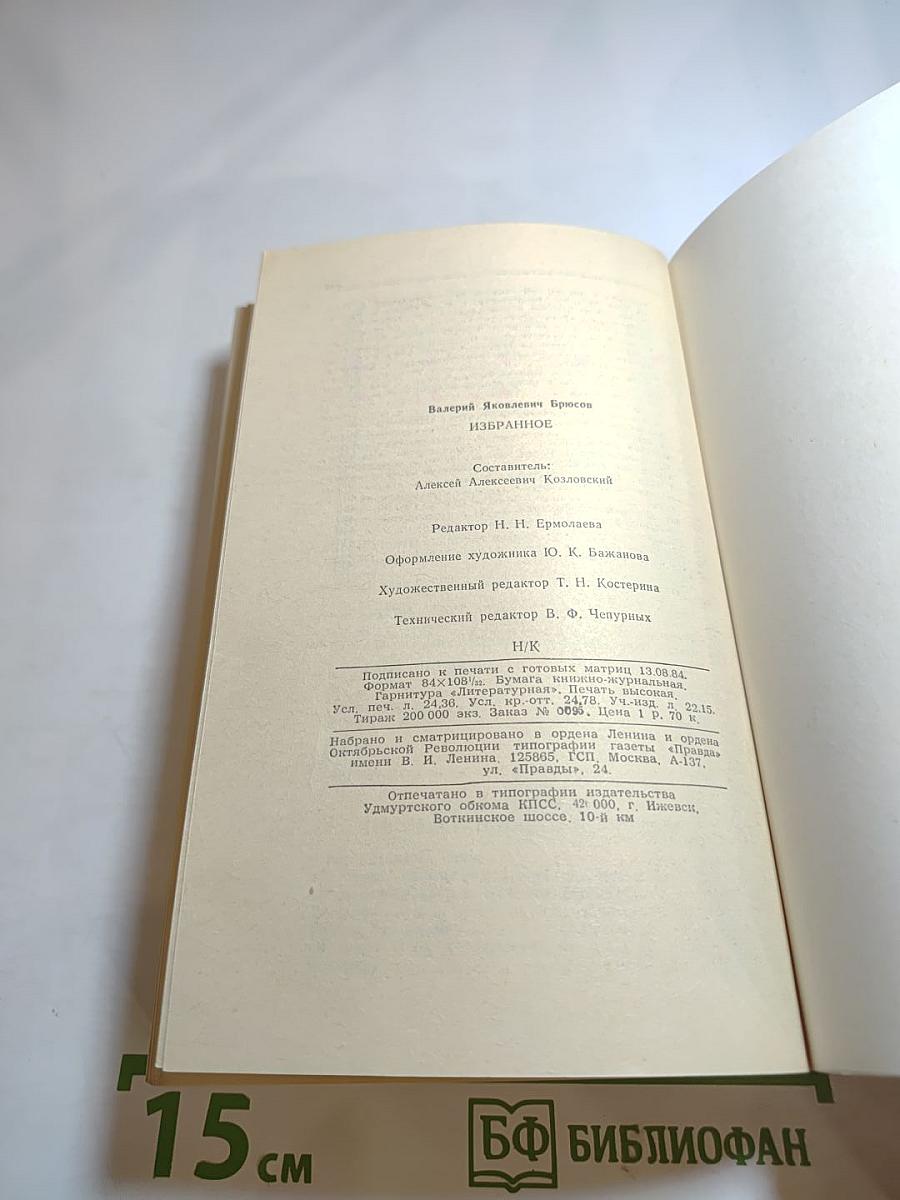 Валерий Яковлевич Брюсов
ИЗБРАННОЕ
Составитель:
Алексей Алексеевич Козловский
Редактор Н. Н. Ермолаева
Оформление художника Ю. К. Бажанова
Художественный редактор Т. Н. Костерина
Технический редактор В. Ф. Чепурных
Н/К
Подписано к печати с готовых матриц 13.08.84.
Формат 84×108¹/₃₂. Бумага книжно-журнальная.
Гарнитура «Литературная». Печать высокая.
Усл. печ. л. 24,36. Усл. кр.-отт. 24,78. Уч.-изд. л. 22,15.
Тираж 200 000 экз. Заказ № 0095. Цена 1 р. 70 к.
Набрано и сматрицировано в ордена Ленина и ордена
Октябрьской Революции типографии газеты «Правда»
имени В. И. Ленина, 125865, ГСП, Москва, А-137,
ул. «Правды», 24.
Отпечатано в типографии издательства
Удмуртского обкома КПСС, 000, г. Ижевск,
Воткинское шоссе, 10-й км
15 см
БФ БИБЛИОФАН